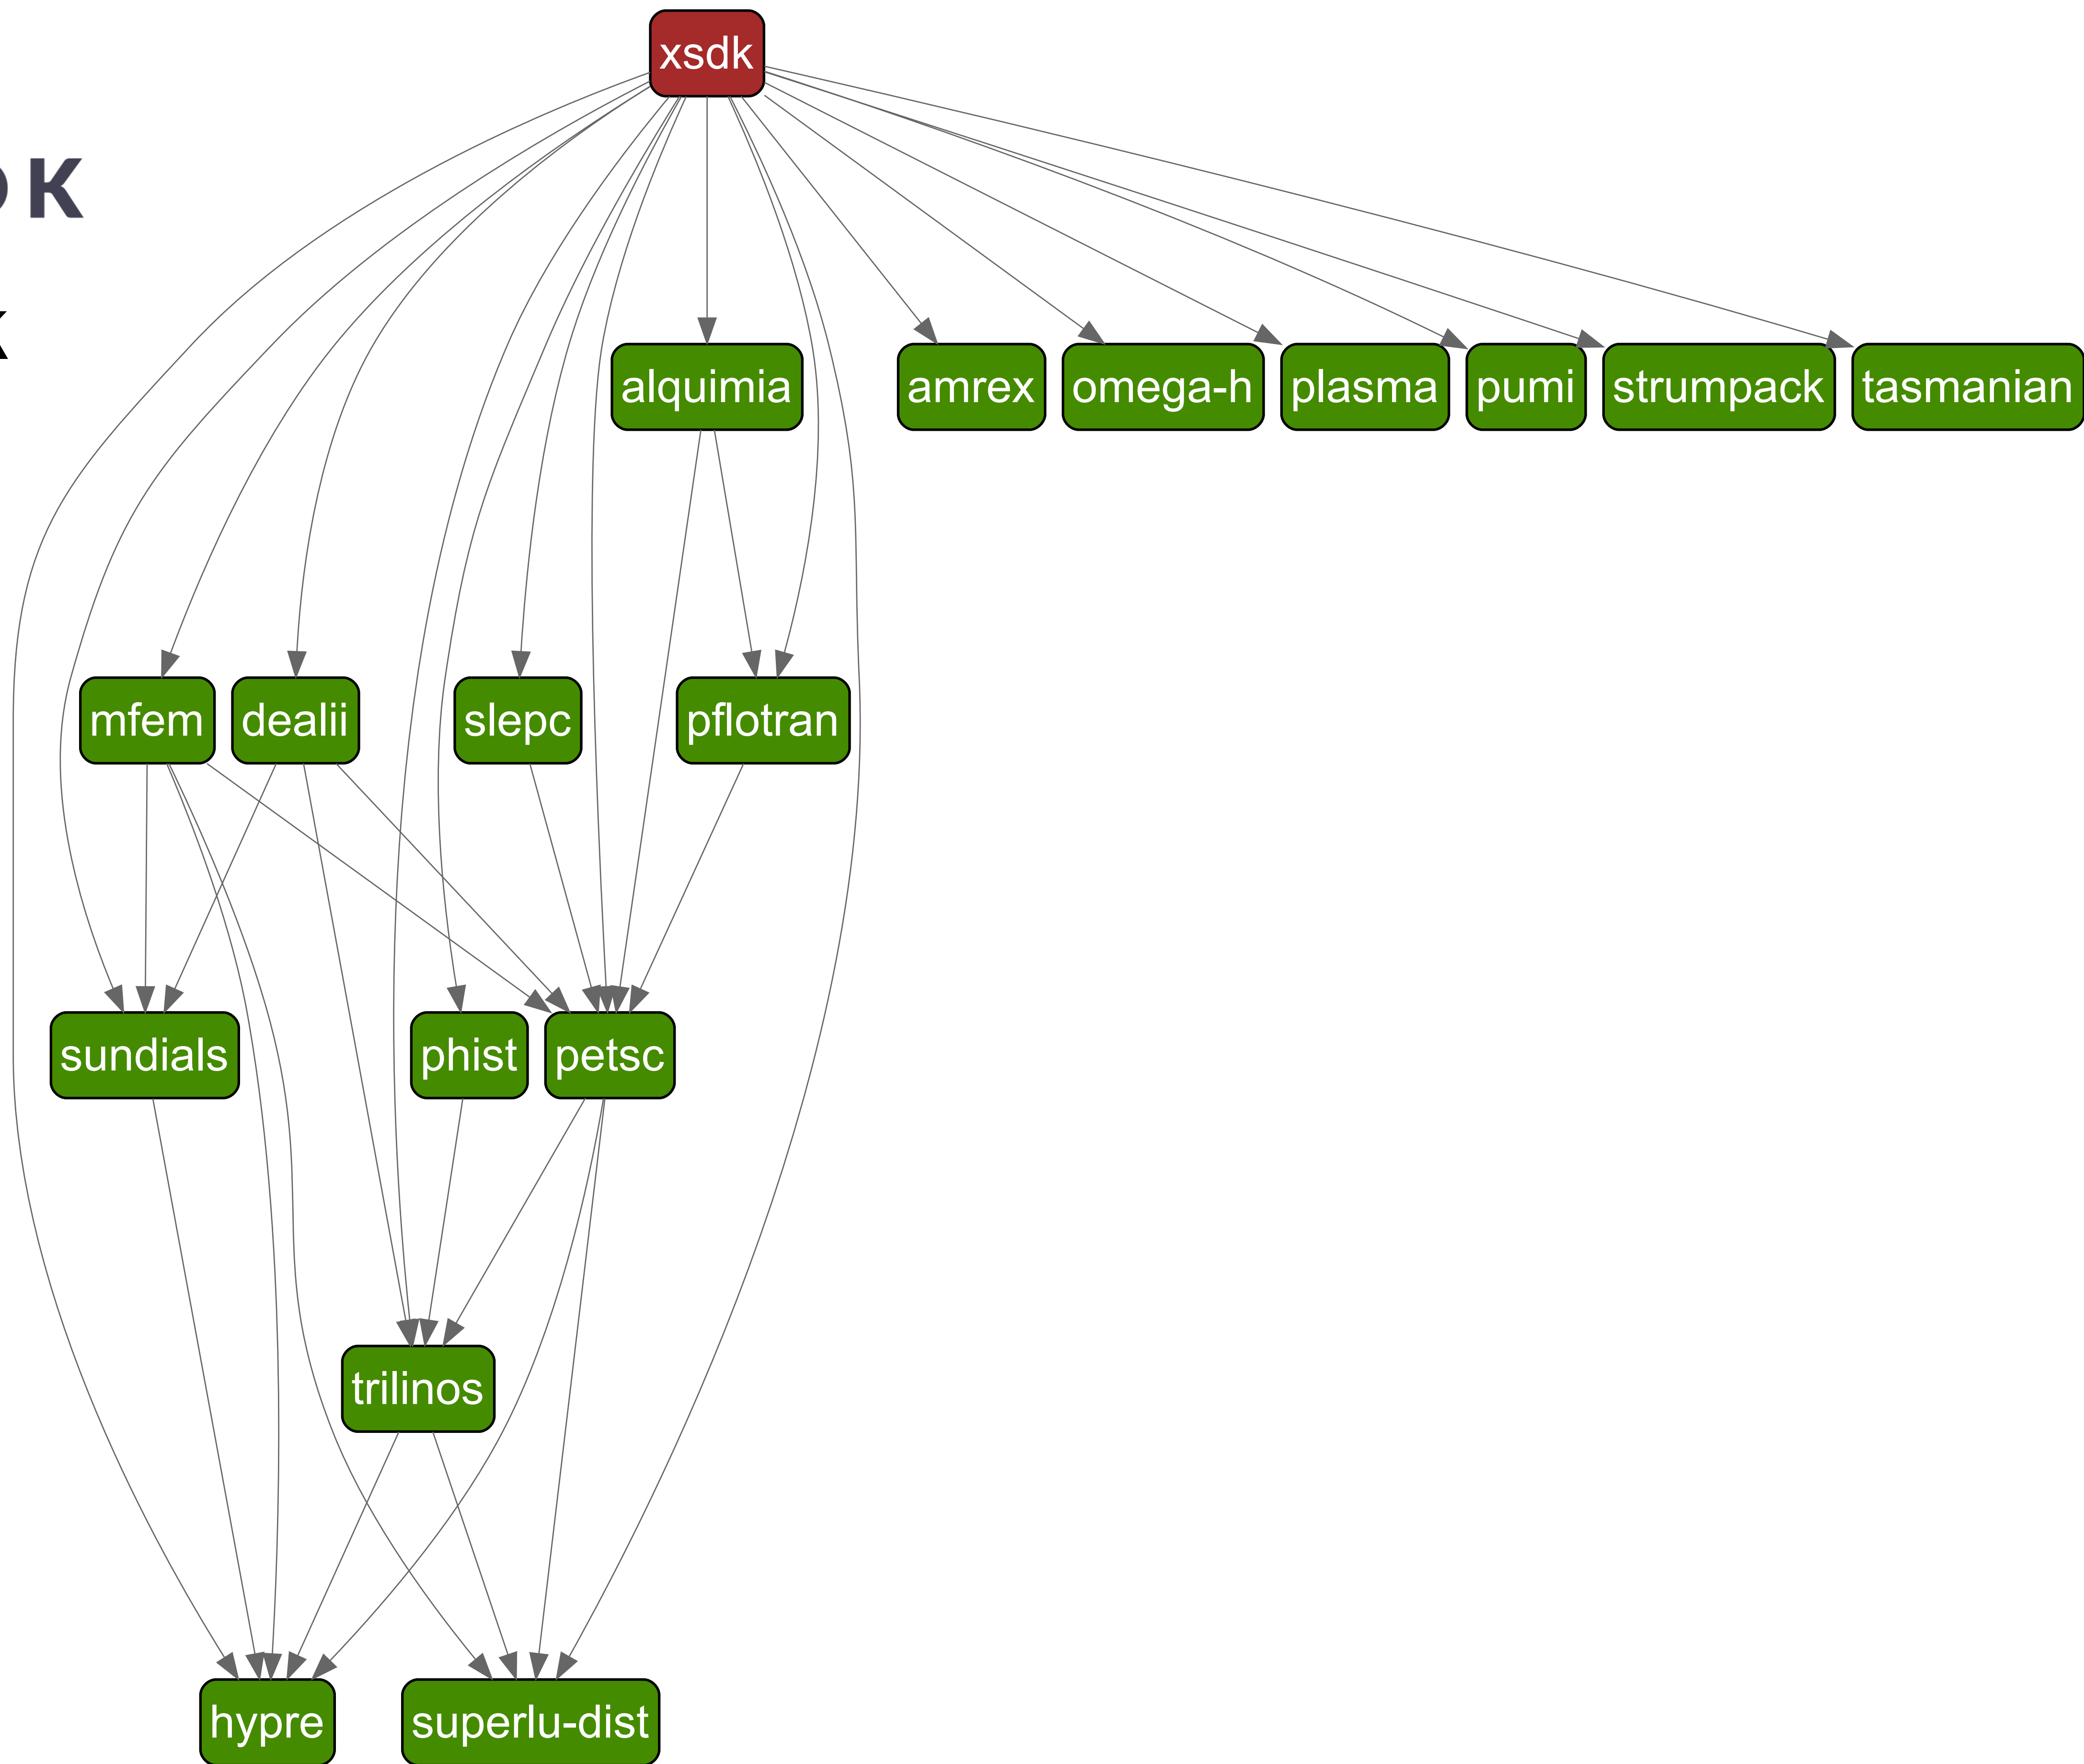 xsdk
alquimia
amrex
omega-h
plasma
pumi
strumpack
tasmanian
mfem
dealii
slepc
pflotran
sundials
phist
petsc
trilinos
hypre
superlu-dist